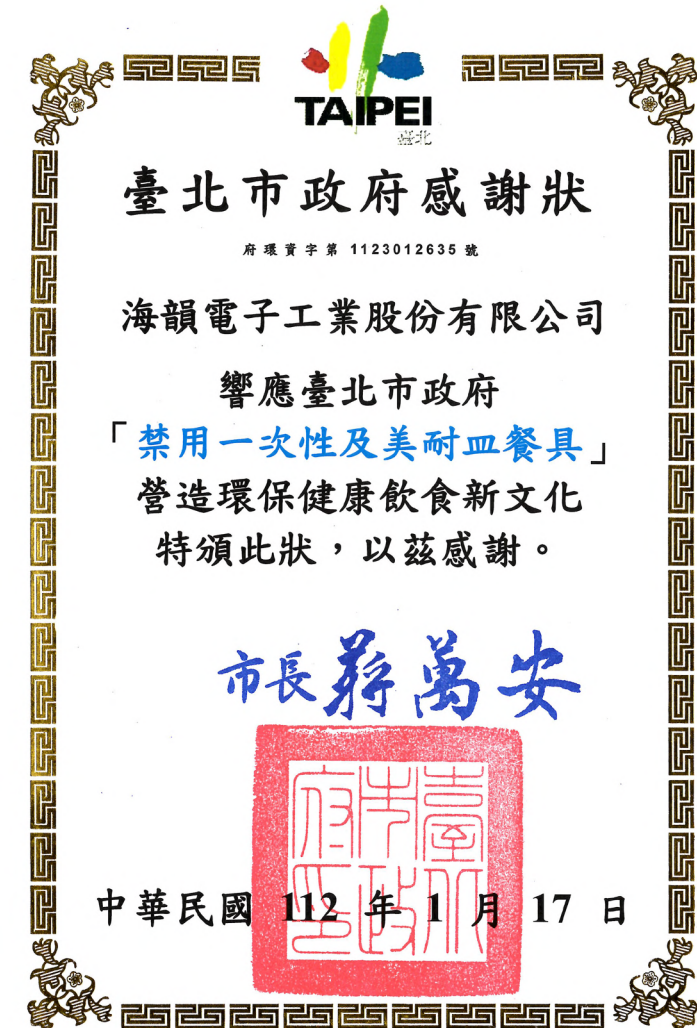 TAIPEI
臺北
臺北市政府感謝狀
府環資字第 1123012635 號
海韻電子工業股份有限公司
響應臺北市政府
「禁用一次性及美耐皿餐具」
營造環保健康飲食新文化
特頒此狀，以茲感謝。
市長蔣萬安
臺北市政府印
中華民國 112 年 1 月 17 日